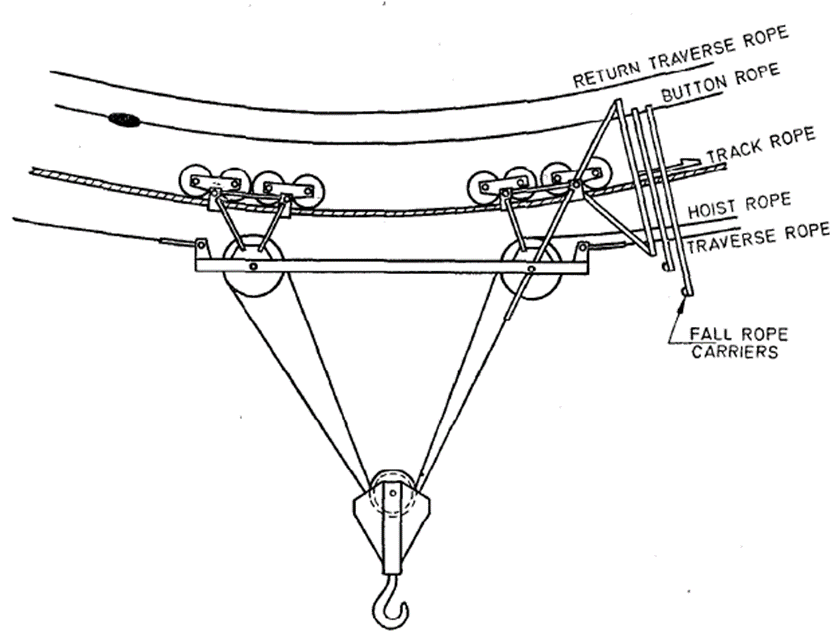 RETURN TRAVERSE ROPE
BUTTON ROPE
TRACK ROPE
HOIST ROPE
TRAVERSE ROPE
FALL ROPE
CARRIERS